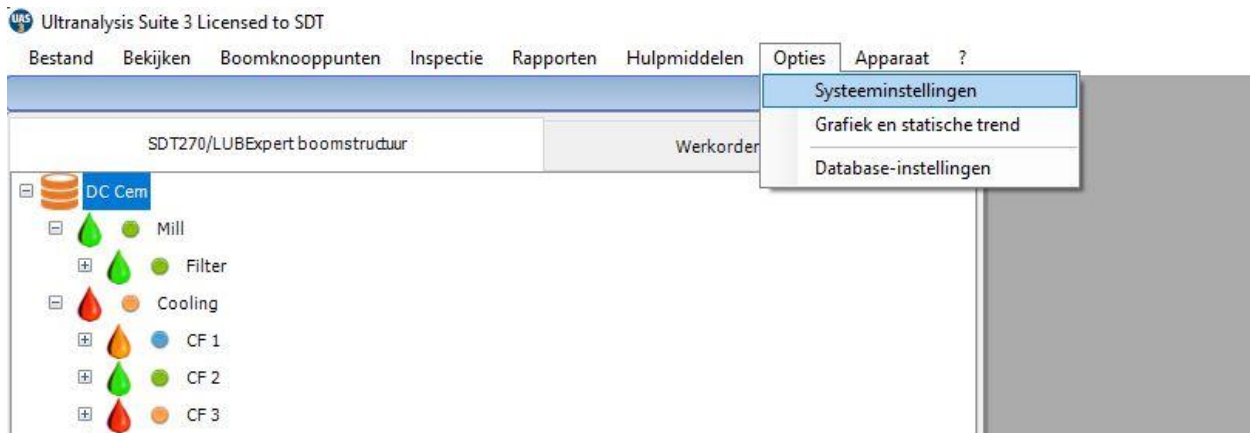 UAS 3 Ultranalysis Suite 3 Licensed to SDT
Bestand Bekijken Boomknooppunten Inspectie Rapporten Hulpmiddelen Opties Apparaat ?
Systeeminstellingen
Grafiek en statische trend
Database-instellingen
SDT270/LUBExpert boomstructuur Werkorder
DC Cem
Mill
Filter
Cooling
CF 1
CF 2
CF 3